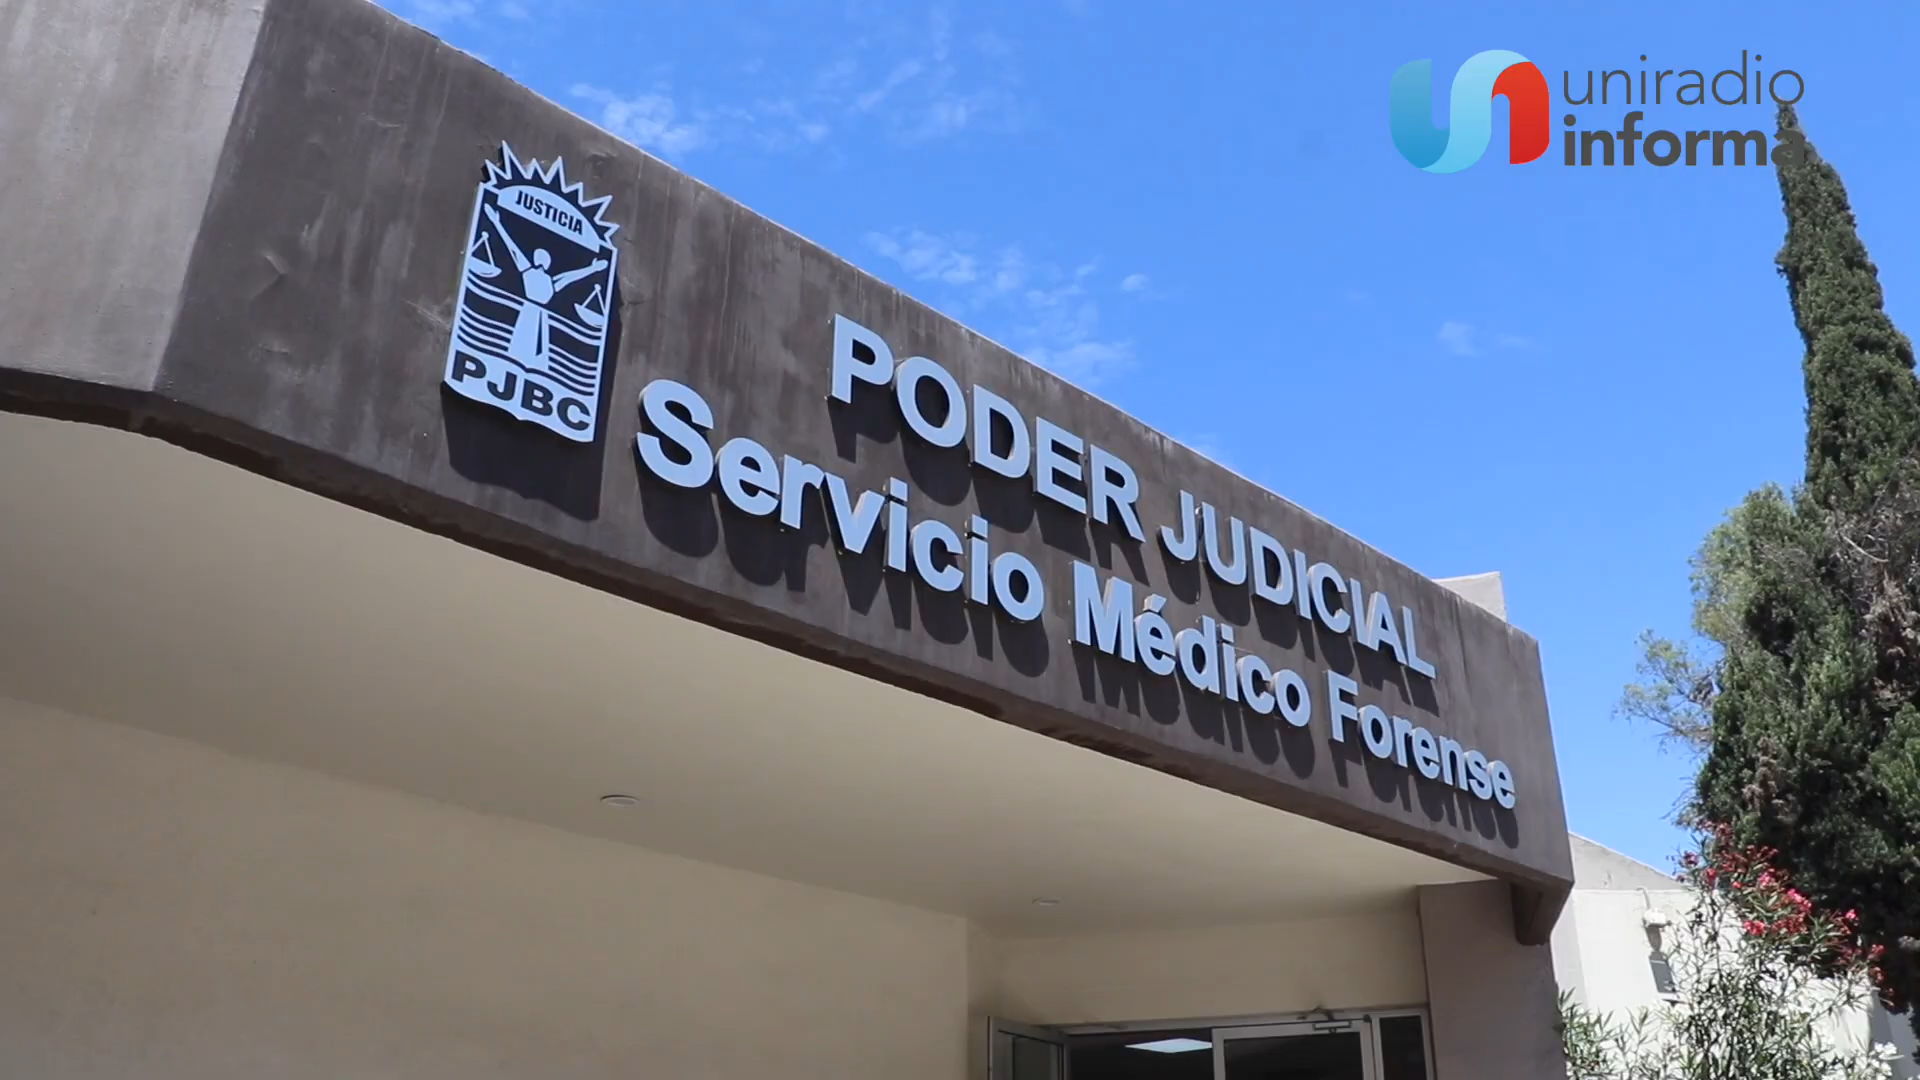 uniradio
informa
JUSTICIA
PJBC
PODER JUDICIAL
Servicio Médico Forense